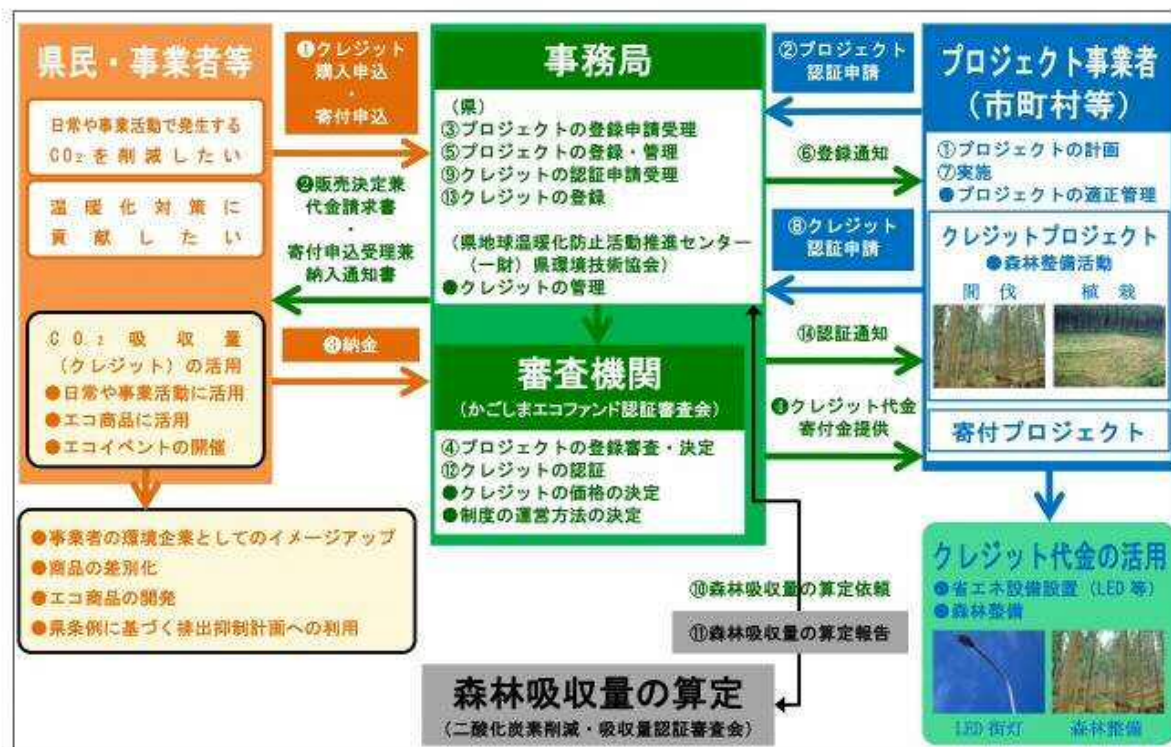 県民・事業者等
日常や事業活動で発生する
CO₂を削減したい
温暖化対策に
貢献したい
CO₂吸収量
(クレジット)の活用
●日常や事業活動に活用
●エコ商品に活用
●エコイベントの開催
●事業者の環境企業としてのイメージアップ
●商品の差別化
●エコ商品の開発
●県条例に基づく排出抑制計画への利用
❶クレジット
購入申込
・
寄付申込
❷販売決定兼
代金請求書
・
寄付申込受理兼
納入通知書
❸納金
事務局
(県)
③プロジェクトの登録申請受理
⑤プロジェクトの登録・管理
⑨クレジットの認証申請受理
⑬クレジットの登録
(県地球温暖化防止活動推進センター
(一財)県環境技術協会)
●クレジットの管理
審査機関
(かごしまエコファンド認証審査会)
④プロジェクトの登録審査・決定
⑫クレジットの認証
●クレジットの価格の決定
●制度の運営方法の決定
⑩森林吸収量の算定依頼
⑪森林吸収量の算定報告
森林吸収量の算定
(二酸化炭素削減・吸収量認証審査会)
②プロジェクト
認証申請
⑥登録通知
⑧クレジット
認証申請
⑭認証通知
クレジット代金
寄付金提供
プロジェクト事業者
(市町村等)
①プロジェクトの計画
⑦実施
●プロジェクトの適正管理
クレジットプロジェクト
●森林整備活動
間伐 植栽
寄付プロジェクト
クレジット代金の活用
●省エネ設備設置(LED等)
●森林整備
LED街灯 森林整備